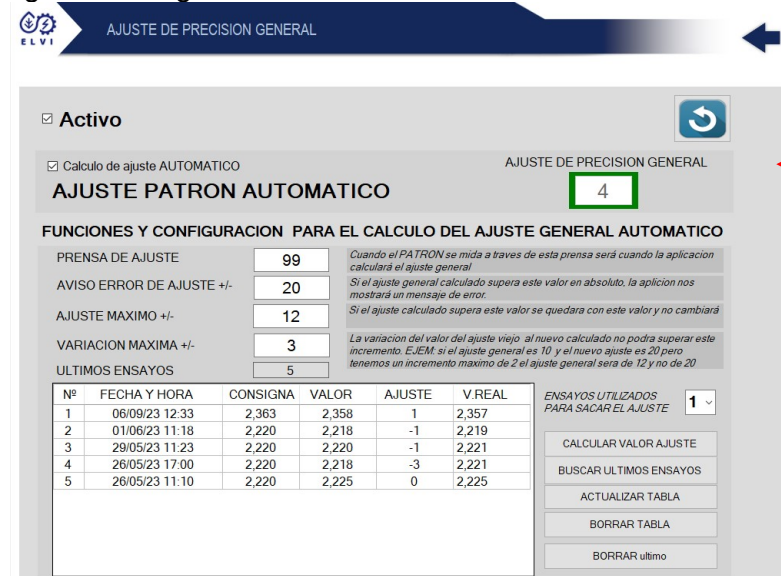 ELVI
AJUSTE DE PRECISION GENERAL
Activo
Calculo de ajuste AUTOMATICO
AJUSTE DE PRECISION GENERAL
AJUSTE PATRON AUTOMATICO
4
FUNCIONES Y CONFIGURACION PARA EL CALCULO DEL AJUSTE GENERAL AUTOMATICO
PRENSA DE AJUSTE 99
Cuando el PATRON se mida a traves de esta prensa será cuando la aplicacion
calculará el ajuste general
AVISO ERROR DE AJUSTE +/- 20
Si el ajuste general calculado supera este valor en absoluto, la aplicion nos
mostrará un mensaje de error.
AJUSTE MAXIMO +/- 12
Si el ajuste calculado supera este valor se quedara con este valor y no cambiará
VARIACION MAXIMA +/- 3
La variacion del valor del ajuste viejo al nuevo calculado no podra superar este
incremento. EJEM: si el ajuste general es 10 y el nuevo ajuste es 20 pero
tenemos un incremento maximo de 2 el ajuste general sera de 12 y no de 20
ULTIMOS ENSAYOS 5
Nº FECHA Y HORA CONSIGNA VALOR AJUSTE V.REAL
1 06/09/23 12:33 2,363 2,358 1 2,357
2 01/06/23 11:18 2,220 2,218 -1 2,219
3 29/05/23 11:23 2,220 2,220 -1 2,221
4 26/05/23 17:00 2,220 2,218 -3 2,221
5 26/05/23 11:10 2,220 2,225 0 2,225
ENSAYOS UTILIZADOS
PARA SACAR EL AJUSTE 1
CALCULAR VALOR AJUSTE
BUSCAR ULTIMOS ENSAYOS
ACTUALIZAR TABLA
BORRAR TABLA
BORRAR ultimo